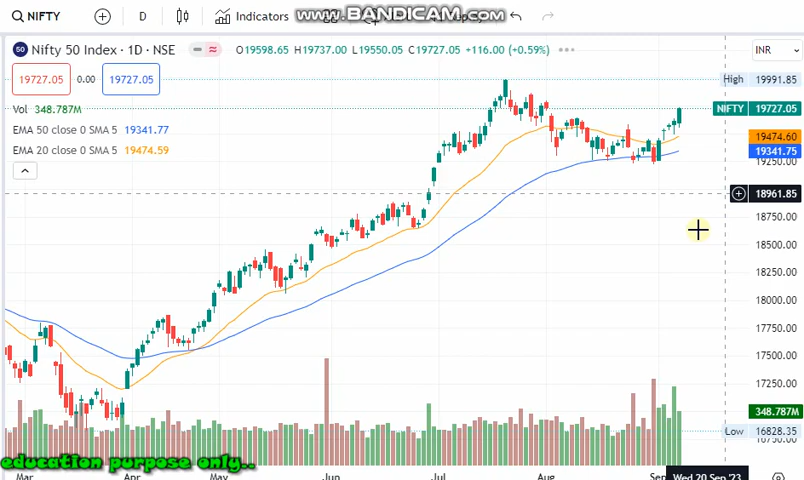 NIFTY
D
Indicators
www.BANDICAM.com
50 Nifty 50 Index · 1D · NSE
O19598.65 H19737.00 L19550.05 C19727.05 +116.00 (+0.59%)
INR
19727.05 0.00 19727.05
Vol 348.787M
EMA 50 close 0 SMA 5 19341.77
EMA 20 close 0 SMA 5 19474.59
High 19991.85
NIFTY 19727.05
19474.60
19341.75
19250.00
18961.85
18750.00
18500.00
18250.00
18000.00
17750.00
17500.00
17250.00
348.787M
Low 16828.35
16750.00
education purpose only..
Mar Apr May Jun Jul Aug Sep Wed 20 Sep '23